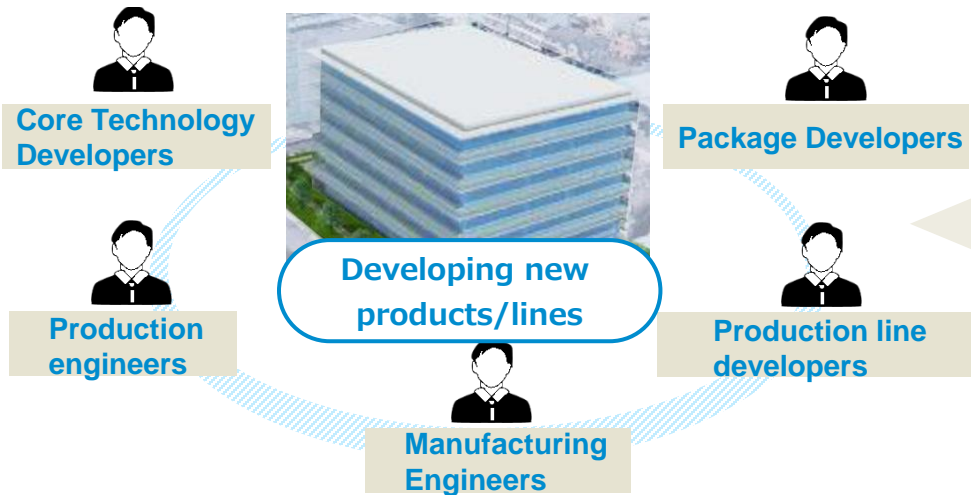 Core Technology
Developers
Package Developers
Developing new
products/lines
Production
engineers
Production line
developers
Manufacturing
Engineers